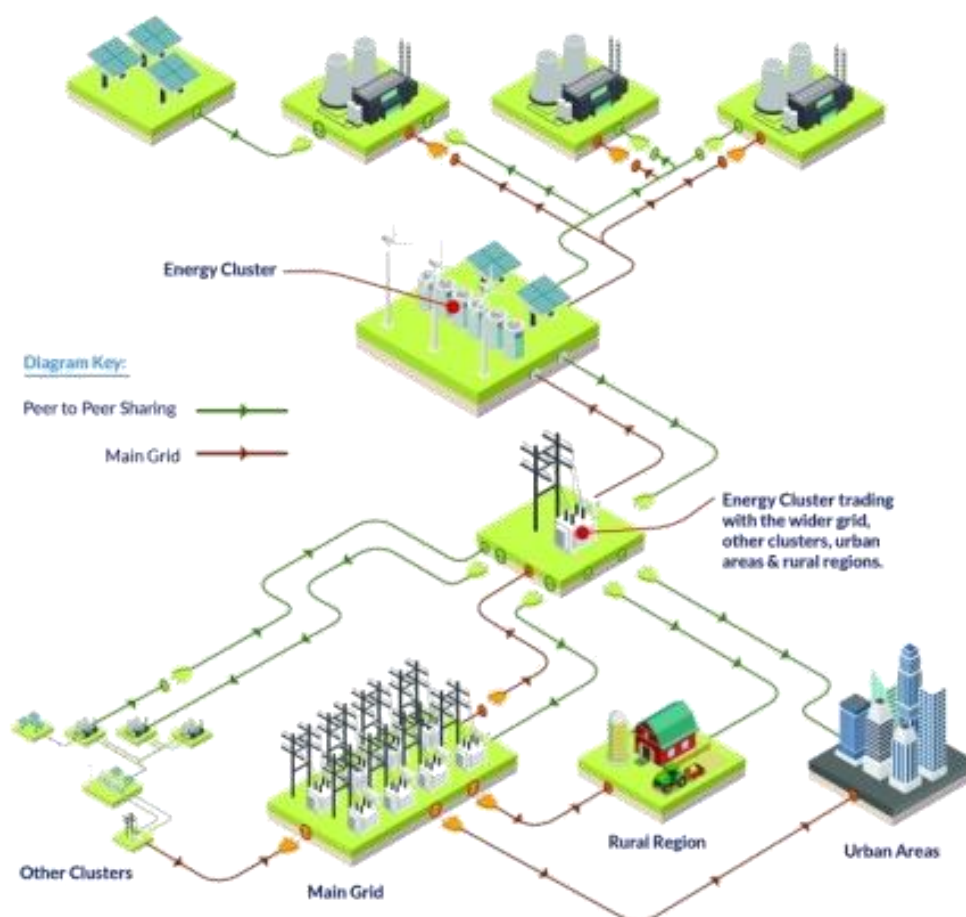 Energy Cluster
Diagram Key:
Peer to Peer Sharing
Main Grid
Energy Cluster trading
with the wider grid,
other clusters, urban
areas & rural regions.
Other Clusters
Main Grid
Rural Region
Urban Areas